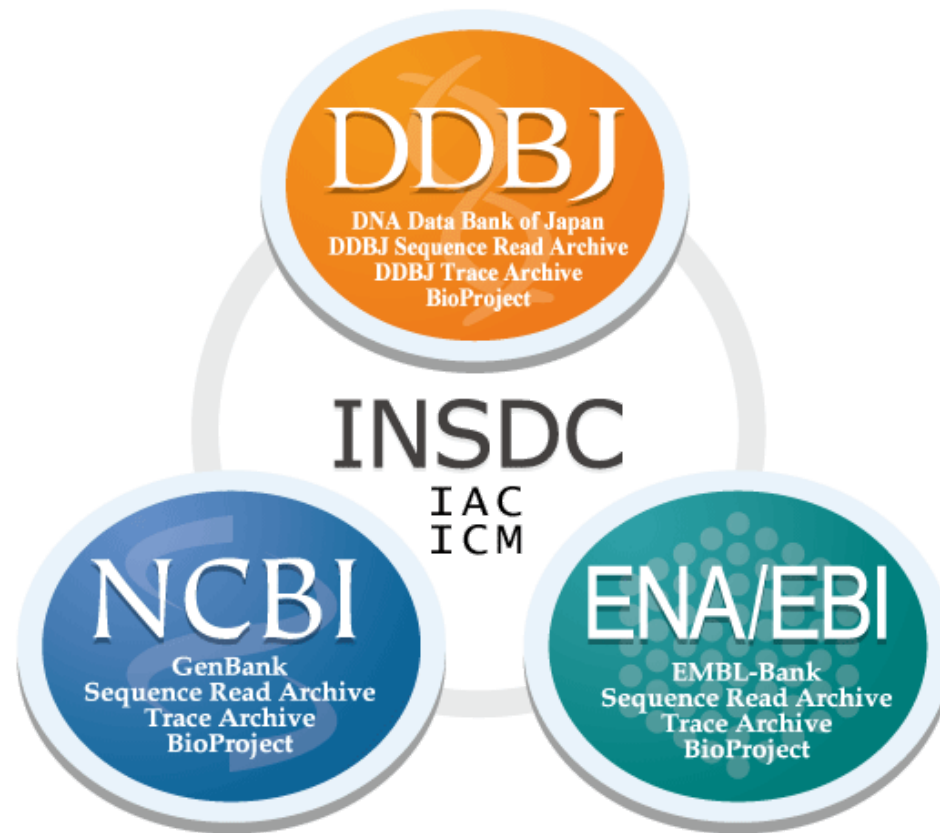 DDBJ
DNA Data Bank of Japan
DDBJ Sequence Read Archive
DDBJ Trace Archive
BioProject
INSDC
IAC
ICM
NCBI
GenBank
Sequence Read Archive
Trace Archive
BioProject
ENA/EBI
EMBL-Bank
Sequence Read Archive
Trace Archive
BioProject